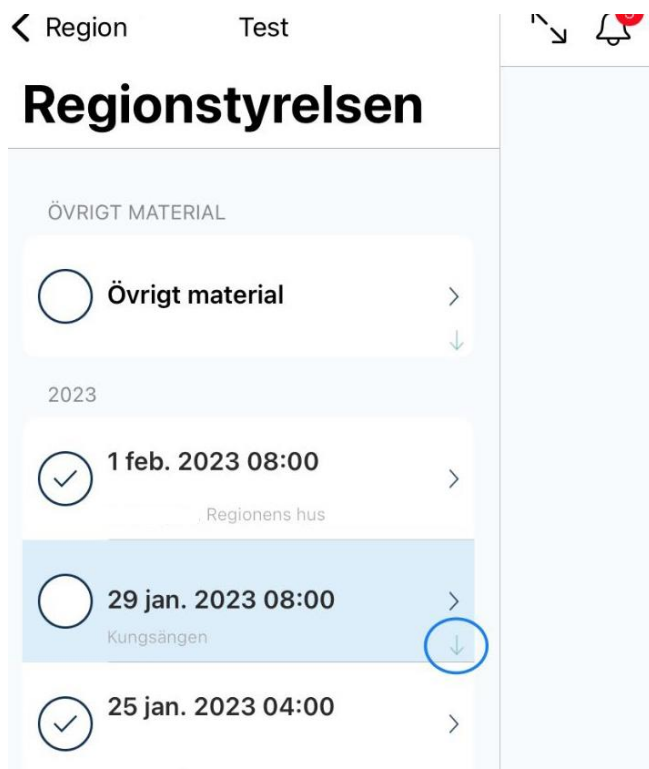 Region
Test
Regionstyrelsen
ÖVRIGT MATERIAL
Övrigt material
2023
1 feb. 2023 08:00
, Regionens hus
29 jan. 2023 08:00
Kungsängen
25 jan. 2023 04:00